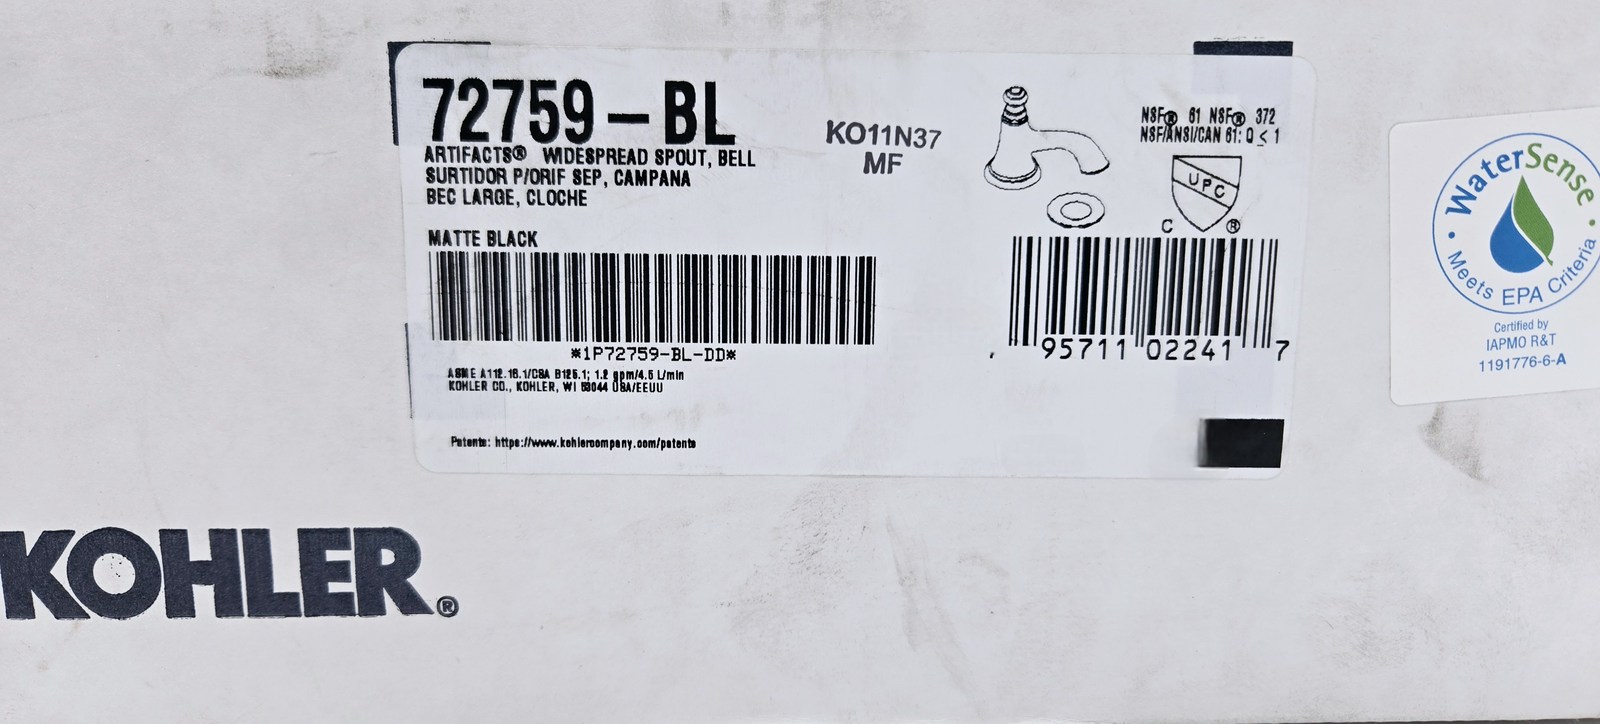 72759-BL
ARTIFACTS® WIDESPREAD SPOUT, BELL
SURTIDOR P/ORIF SEP, CAMPANA
BEC LARGE, CLOCHE
MATTE BLACK
*1P72759-BL-DD*
ASME A112.18.1/CSA B125.1; 1.2 gpm/4.5 L/min
KOHLER CO., KOHLER, WI 53044 USA/EEUU
Patents: https://www.kohlercompany.com/patents
KO11N37
MF
NSF® 61 NSF® 372
NSF/ANSI/CAN 61: Q ≤ 1
UPC
C ®
95711 02241 7
WaterSense
Meets EPA Criteria
Certified by
IAPMO R&T
1191776-6-A
KOHLER®